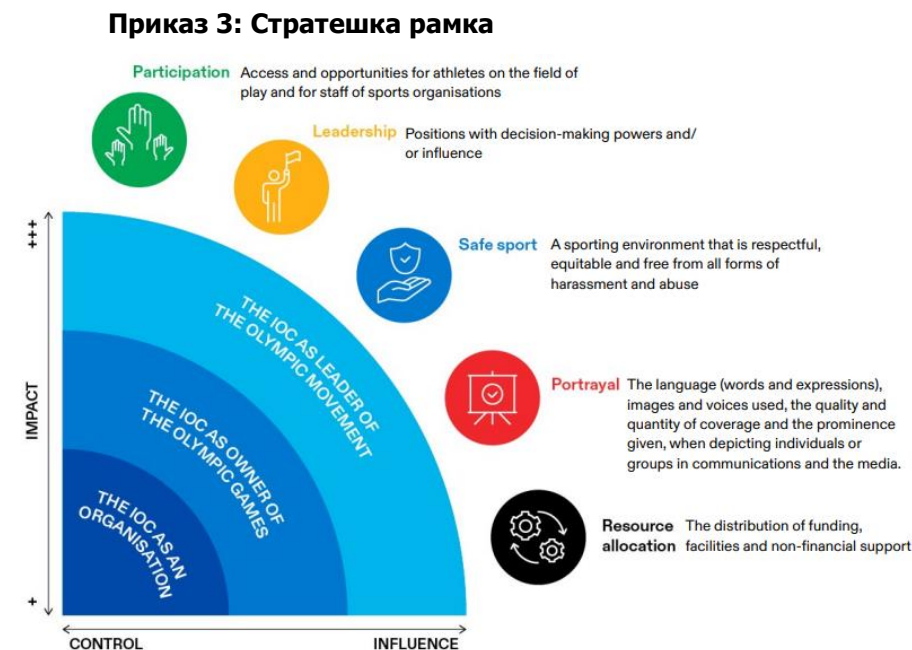 Приказ 3: Стратешка рамка
Participation Access and opportunities for athletes on the field of
play and for staff of sports organisations
Leadership Positions with decision-making powers and/
or influence
Safe sport A sporting environment that is respectful,
equitable and free from all forms of
harassment and abuse
Portrayal The language (words and expressions),
images and voices used, the quality and
quantity of coverage and the prominence
given, when depicting individuals or
groups in communications and the media.
Resource The distribution of funding,
allocation facilities and non-financial support
+++
IMPACT
+
THE IOC AS LEADER OF
THE OLYMPIC MOVEMENT
THE IOC AS OWNER OF
THE OLYMPIC GAMES
THE IOC AS AN
ORGANISATION
CONTROL INFLUENCE